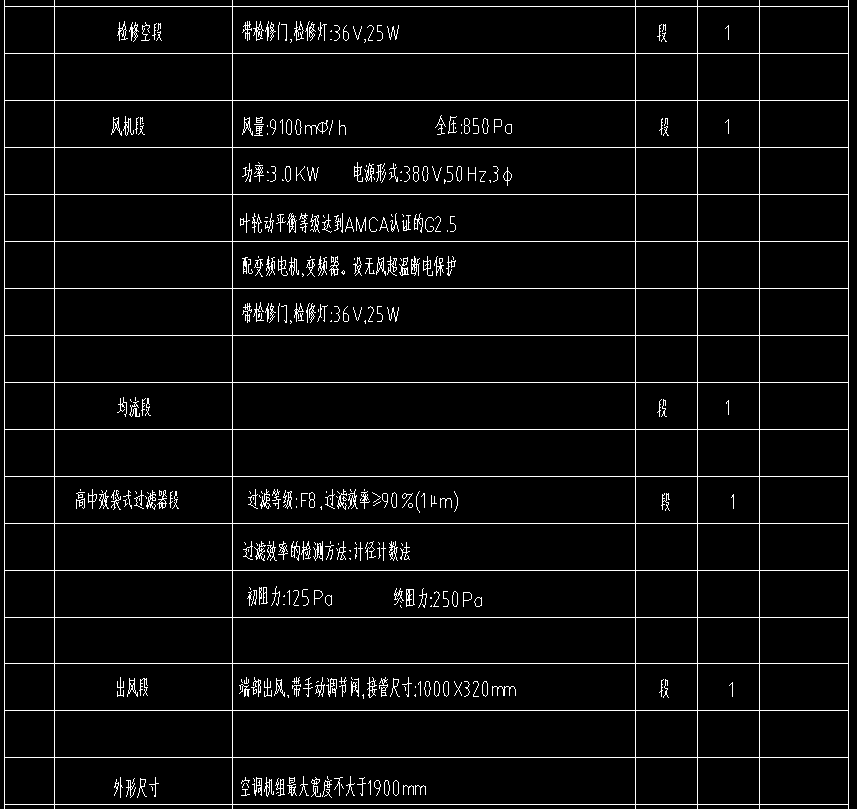 检修空段 带检修门,检修灯:36V,25W 段 1
风机段 风量:9100mФ/h 全压:850Pa 段 1
功率:3.0KW 电源形式:380V,50Hz,3ф
叶轮动平衡等级达到AMCA认证的G2.5
配变频电机,变频器。设无风超温断电保护
带检修门,检修灯:36V,25W
均流段 段 1
高中效袋式过滤器段 过滤等级:F8,过滤效率≥90%(1μm) 段 1
过滤效率的检测方法:计径计数法
初阻力:125Pa 终阻力:250Pa
出风段 端部出风,带手动调节阀,接管尺寸:1000X320mm 段 1
外形尺寸 空调机组最大宽度不大于1900mm